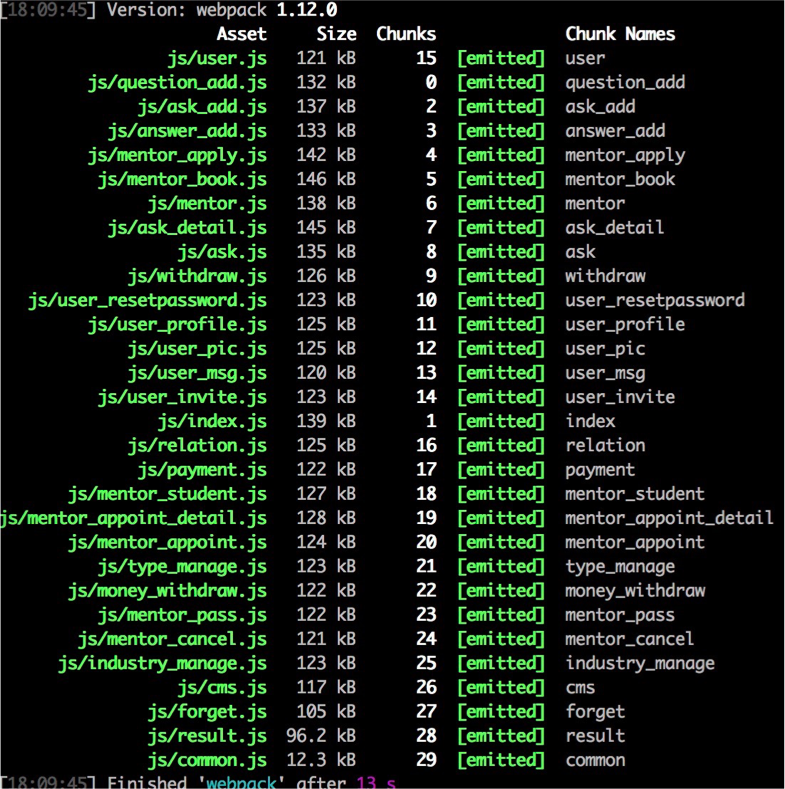 [18:09:45] Version: webpack 1.12.0
Asset Size Chunks Chunk Names
js/user.js 121 kB 15 [emitted] user
js/question_add.js 132 kB 0 [emitted] question_add
js/ask_add.js 137 kB 2 [emitted] ask_add
js/answer_add.js 133 kB 3 [emitted] answer_add
js/mentor_apply.js 142 kB 4 [emitted] mentor_apply
js/mentor_book.js 146 kB 5 [emitted] mentor_book
js/mentor.js 138 kB 6 [emitted] mentor
js/ask_detail.js 145 kB 7 [emitted] ask_detail
js/ask.js 135 kB 8 [emitted] ask
js/withdraw.js 126 kB 9 [emitted] withdraw
js/user_resetpassword.js 123 kB 10 [emitted] user_resetpassword
js/user_profile.js 125 kB 11 [emitted] user_profile
js/user_pic.js 125 kB 12 [emitted] user_pic
js/user_msg.js 120 kB 13 [emitted] user_msg
js/user_invite.js 123 kB 14 [emitted] user_invite
js/index.js 139 kB 1 [emitted] index
js/relation.js 125 kB 16 [emitted] relation
js/payment.js 122 kB 17 [emitted] payment
js/mentor_student.js 127 kB 18 [emitted] mentor_student
js/mentor_appoint_detail.js 128 kB 19 [emitted] mentor_appoint_detail
js/mentor_appoint.js 124 kB 20 [emitted] mentor_appoint
js/type_manage.js 123 kB 21 [emitted] type_manage
js/money_withdraw.js 122 kB 22 [emitted] money_withdraw
js/mentor_pass.js 122 kB 23 [emitted] mentor_pass
js/mentor_cancel.js 121 kB 24 [emitted] mentor_cancel
js/industry_manage.js 123 kB 25 [emitted] industry_manage
js/cms.js 117 kB 26 [emitted] cms
js/forget.js 105 kB 27 [emitted] forget
js/result.js 96.2 kB 28 [emitted] result
js/common.js 12.3 kB 29 [emitted] common
[18:09:45] Finished 'webpack' after 13 s